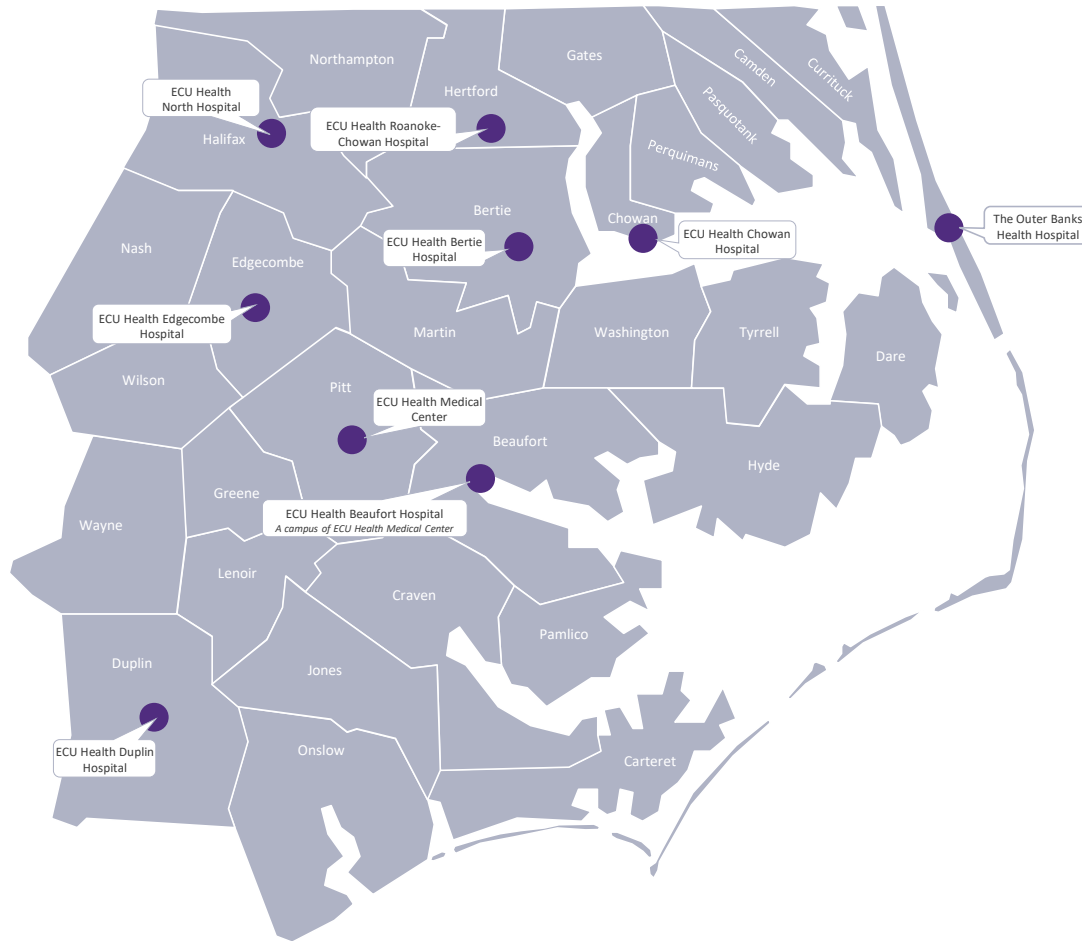 Northampton
Gates
Camden
Currituck
Hertford
Pasquotank
ECU Health
North Hospital
ECU Health Roanoke-
Chowan Hospital
Halifax
Perquimans
Bertie
Chowan
The Outer Banks
Health Hospital
ECU Health Bertie
Hospital
ECU Health Chowan
Hospital
Nash
Edgecombe
ECU Health Edgecombe
Hospital
Martin
Washington
Tyrrell
Dare
Wilson
Pitt
ECU Health Medical
Center
Beaufort
Hyde
Greene
ECU Health Beaufort Hospital
A campus of ECU Health Medical Center
Wayne
Lenoir
Craven
Pamlico
Duplin
Jones
ECU Health Duplin
Hospital
Onslow
Carteret